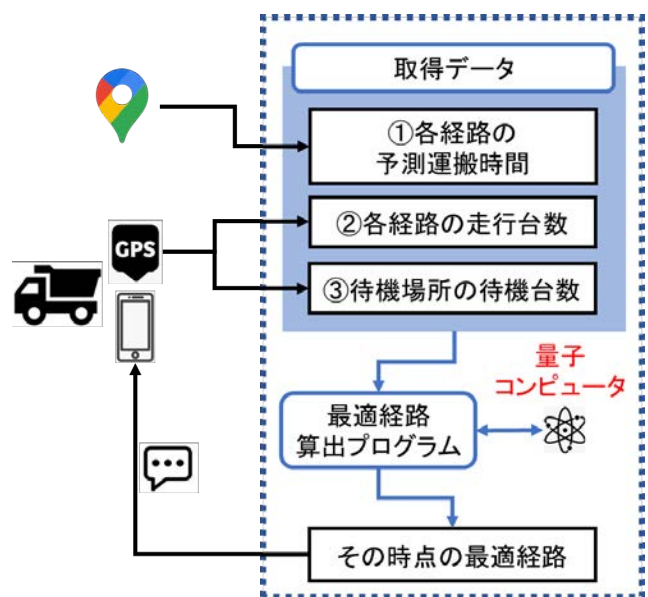 取得データ
①各経路の
予測運搬時間
GPS
②各経路の走行台数
③待機場所の待機台数
量子
コンピュータ
最適経路
算出プログラム
その時点の最適経路